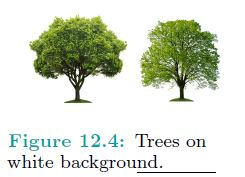 Figure 12.4: Trees on
white background.